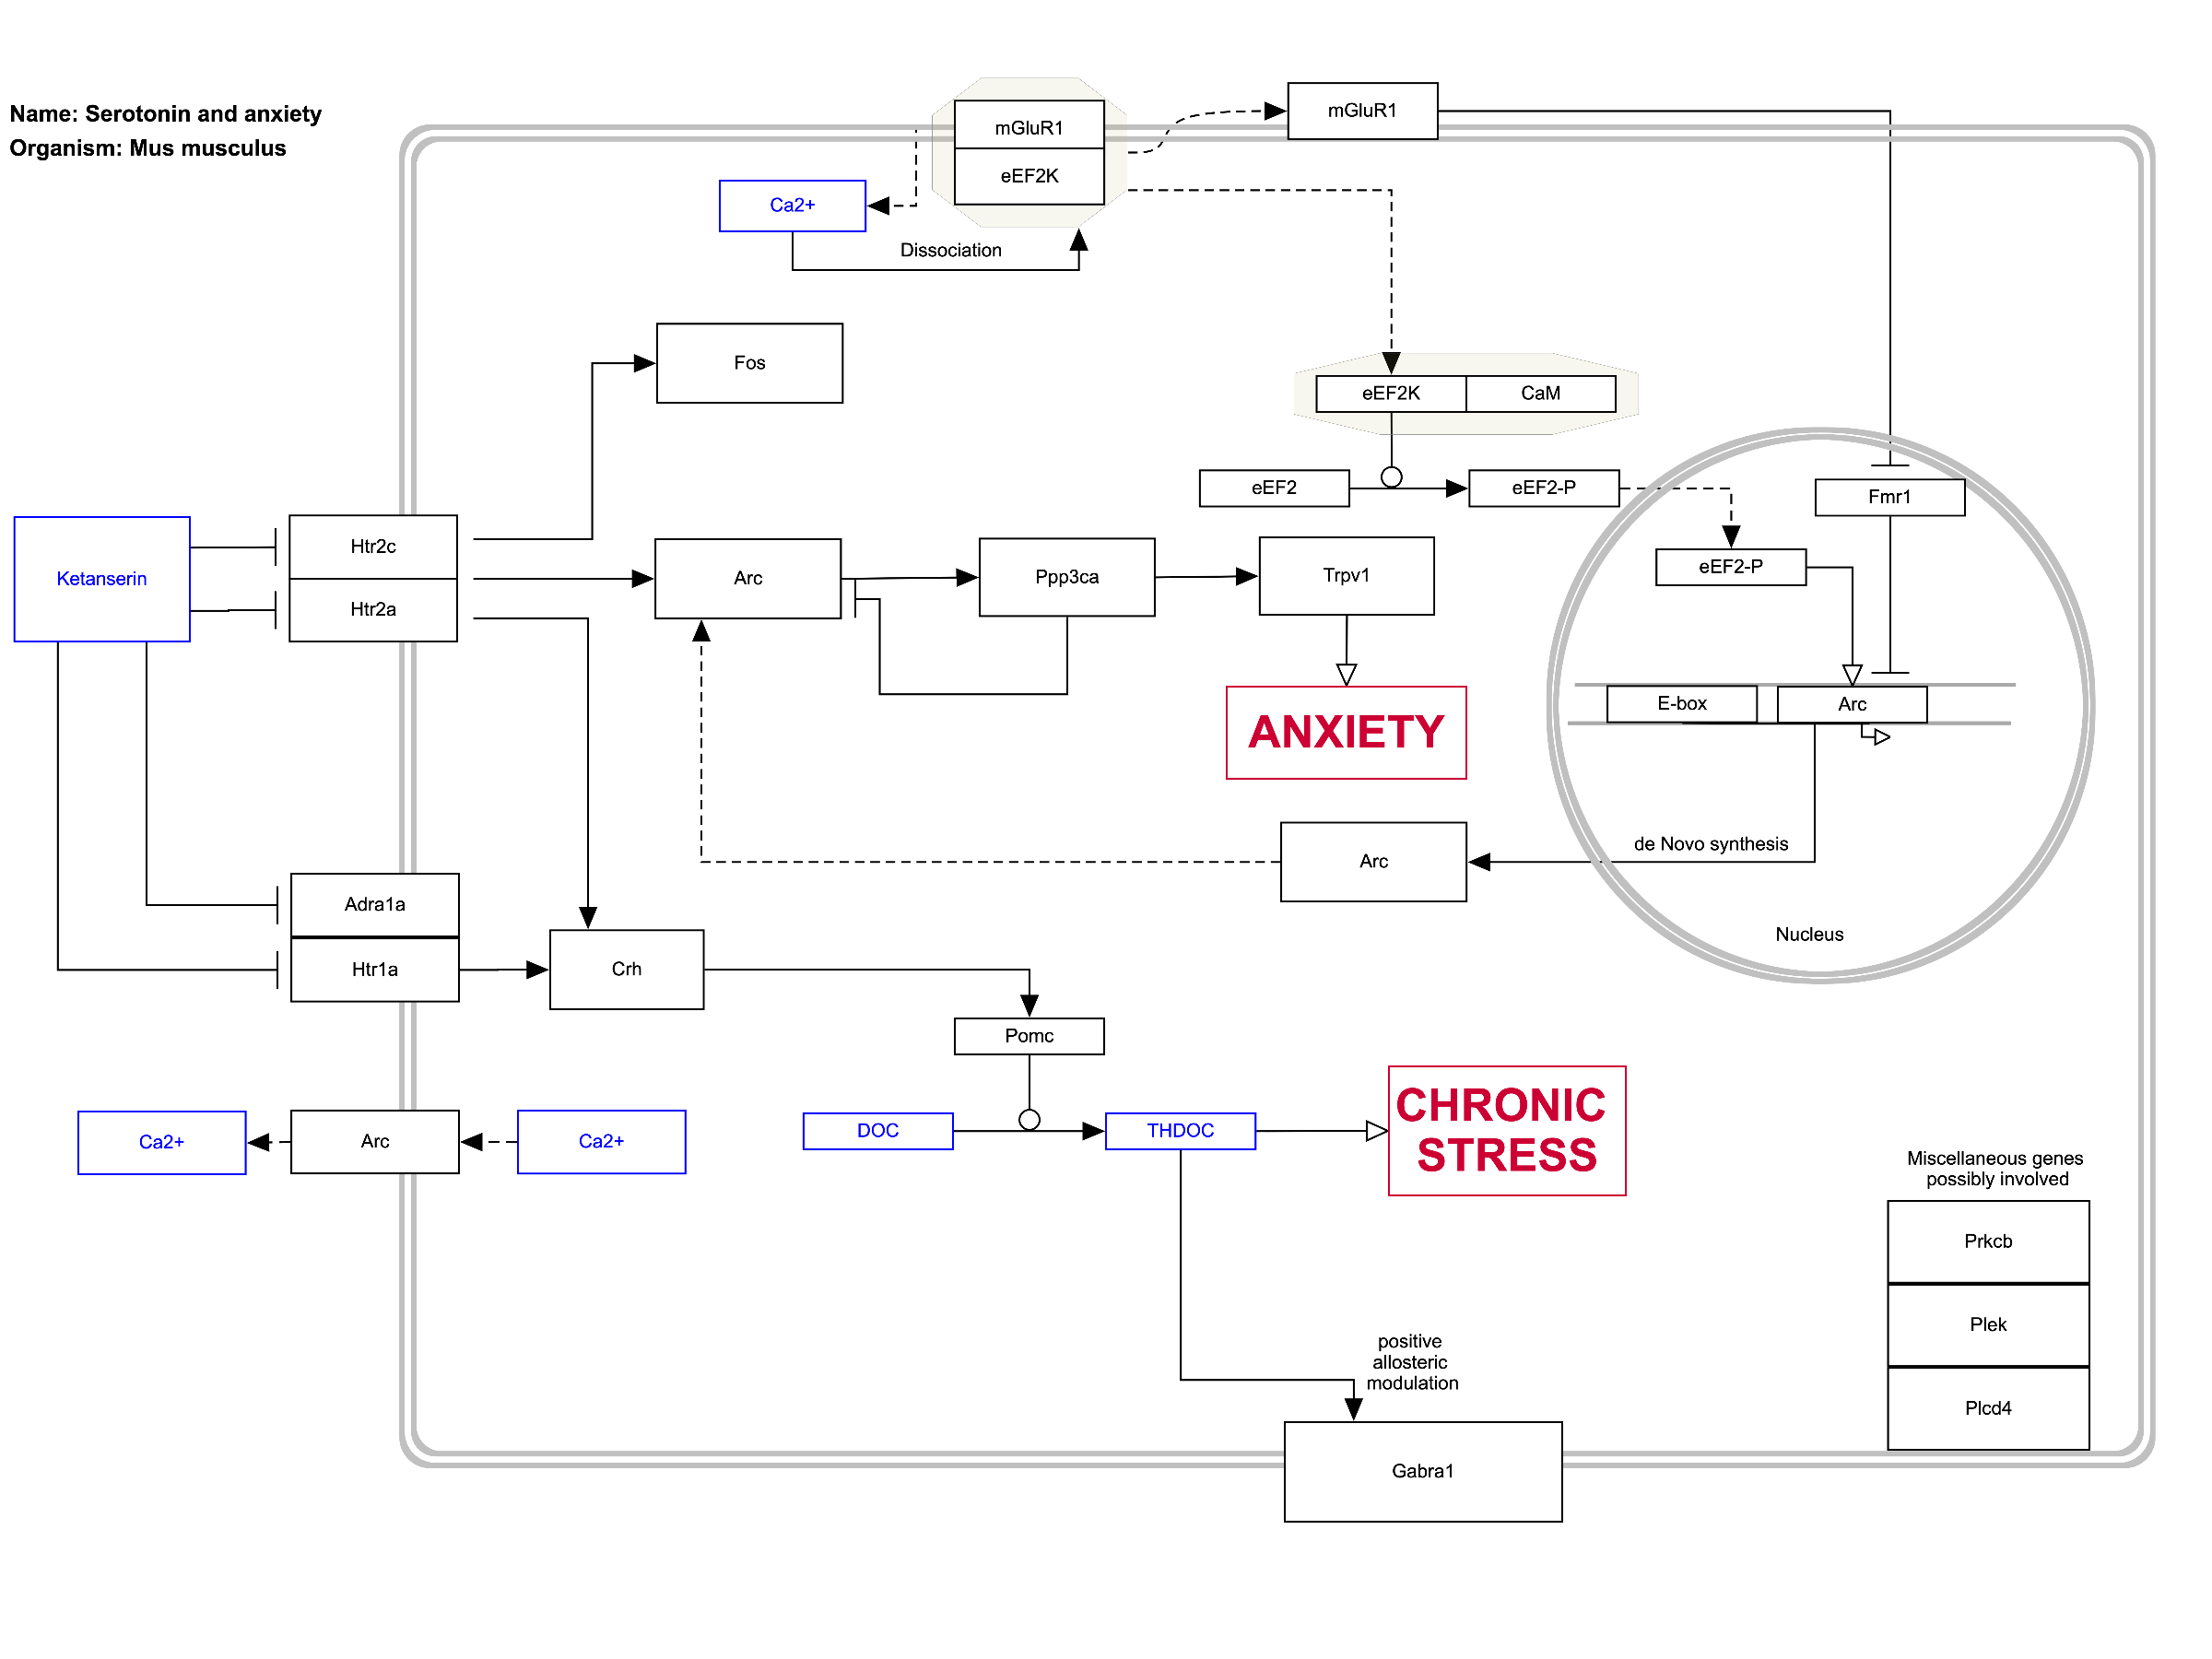 Name: Serotonin and anxiety
Organism: Mus musculus
mGluR1
eEF2K
mGluR1
Ca2+
Dissociation
Fos
eEF2K
CaM
eEF2
eEF2-P
Fmr1
Ketanserin
Htr2c
Htr2a
Arc
Ppp3ca
Trpv1
eEF2-P
ANXIETY
E-box
Arc
de Novo synthesis
Arc
Nucleus
Adra1a
Htr1a
Crh
Pomc
Ca2+
Arc
Ca2+
DOC
THDOC
CHRONIC
STRESS
Miscellaneous genes
possibly involved
Prkcb
Plek
Plcd4
positive
allosteric
modulation
Gabra1